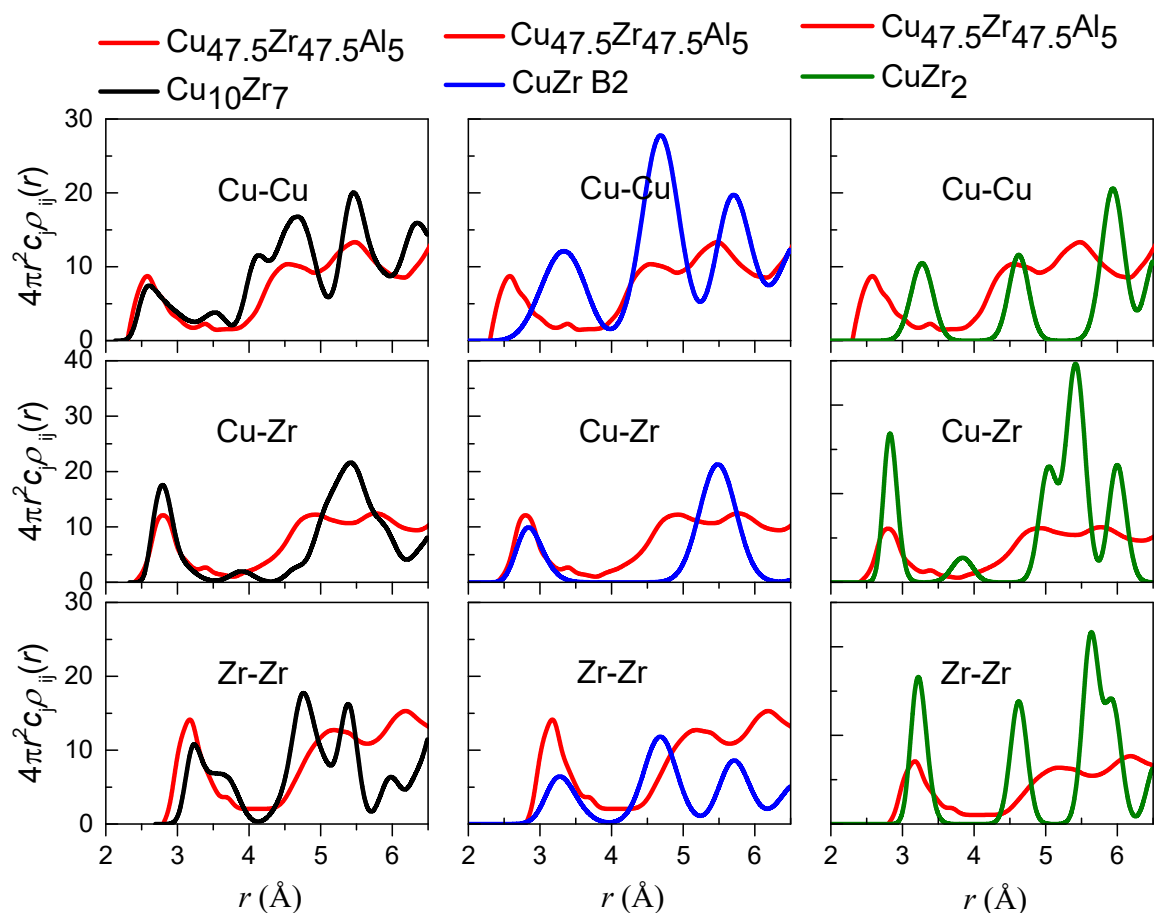 Cu47.5Zr47.5Al5 Cu47.5Zr47.5Al5 Cu47.5Zr47.5Al5
Cu10Zr7 CuZr B2 CuZr2
30
20
10
0
4πr²cⱼρᵢⱼ(r)
Cu-Cu Cu-Cu Cu-Cu
40
30
20
10
0
4πr²cⱼρᵢⱼ(r)
Cu-Zr Cu-Zr Cu-Zr
30
20
10
0
4πr²cⱼρᵢⱼ(r)
Zr-Zr Zr-Zr Zr-Zr
2 3 4 5 6 2 3 4 5 6 2 3 4 5 6
r (Å) r (Å) r (Å)